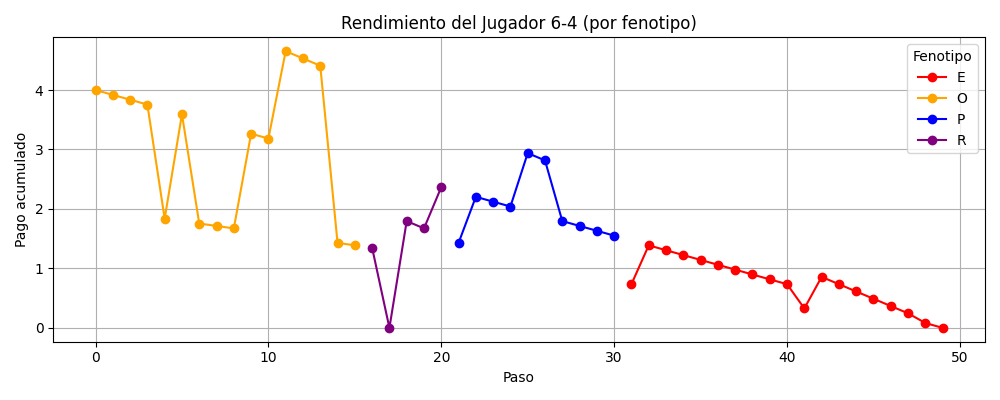 Rendimiento del Jugador 6-4 (por fenotipo)
Pago acumulado
4
3
2
1
0
Fenotipo
E
O
P
R
0
10
20
30
40
50
Paso